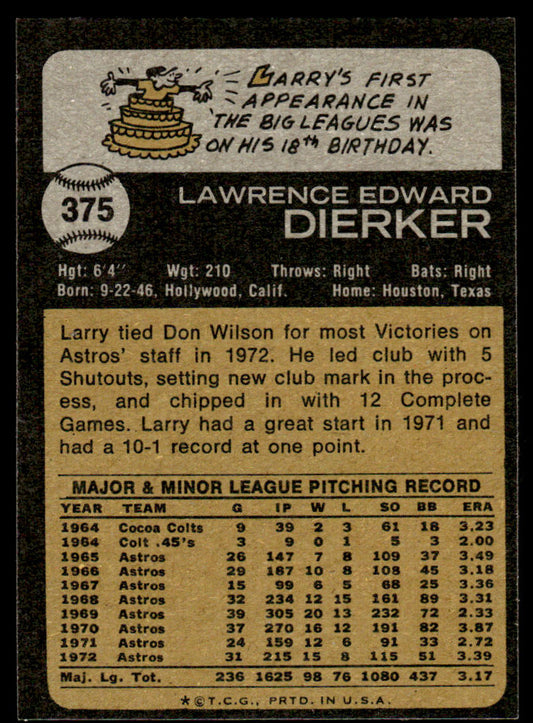 LARRY'S FIRST
APPEARANCE IN
THE BIG LEAGUES WAS
ON HIS 18th BIRTHDAY.
375
LAWRENCE EDWARD
DIERKER
Hgt: 6'4" Wgt: 210 Throws: Right Bats: Right
Born: 9-22-46, Hollywood, Calif. Home: Houston, Texas
Larry tied Don Wilson for most Victories on
Astros' staff in 1972. He led club with 5
Shutouts, setting new club mark in the proc-
ess, and chipped in with 12 Complete
Games. Larry had a great start in 1971 and
had a 10-1 record at one point.
MAJOR & MINOR LEAGUE PITCHING RECORD
YEAR TEAM G IP W L SO BB ERA
1964 Cocoa Colts 9 39 2 3 61 18 3.23
1964 Colt .45's 3 9 0 1 5 3 2.00
1965 Astros 26 147 7 8 109 37 3.49
1966 Astros 29 187 10 8 108 45 3.18
1967 Astros 15 99 6 5 68 25 3.36
1968 Astros 32 234 12 15 161 89 3.31
1969 Astros 39 305 20 13 232 72 2.33
1970 Astros 37 270 16 12 191 82 3.87
1971 Astros 24 159 12 6 91 33 2.72
1972 Astros 31 215 15 8 115 51 3.39
Maj. Lg. Tot. 236 1625 98 76 1080 437 3.17
*© T.C.G., PRTD. IN U.S.A.